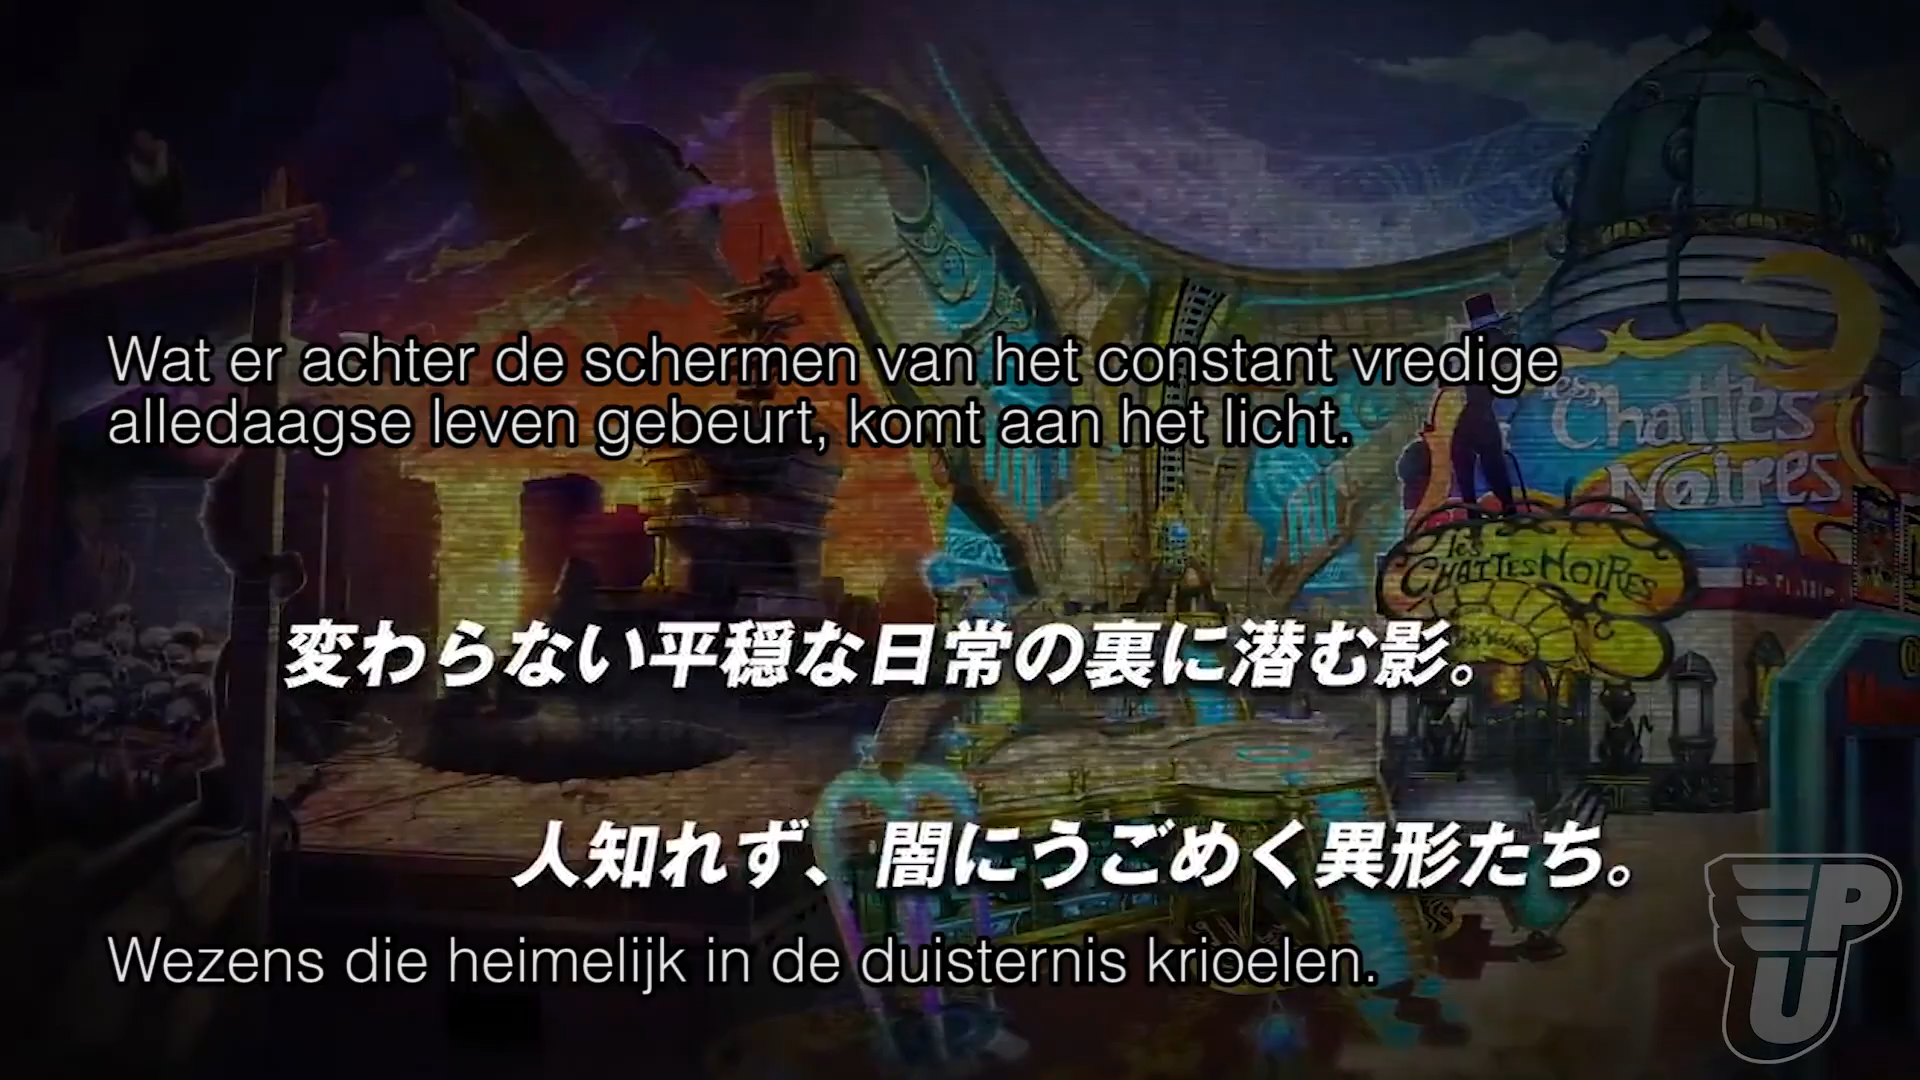 Wat er achter de schermen van het constant vredige
alledaagse leven gebeurt, komt aan het licht.
les
Chattes
Noires
les
CHATTES NOIRES
変わらない平穏な日常の裏に潜む影。
人知れず、闇にうごめく異形たち。
Wezens die heimelijk in de duisternis krioelen.
EPU